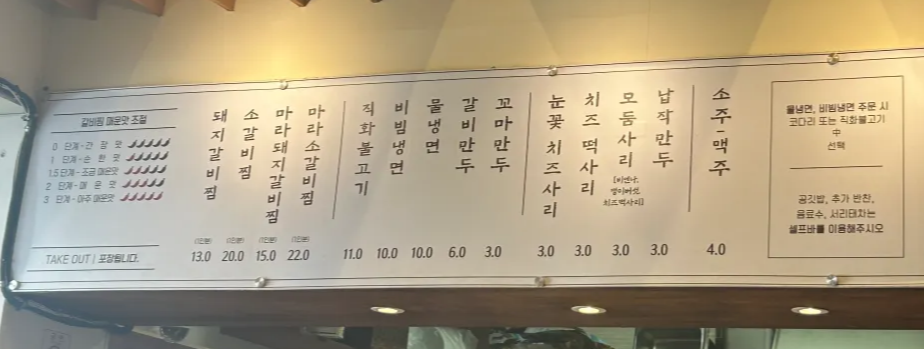 갈비찜 매운맛 조절
0 단계 - 간 장 맛
1 단계 - 순 한 맛
1.5 단계 - 조금 매운맛
2 단계 - 매 운 맛
3 단계 - 아주 매운맛
TAKE OUT | 포장됩니다.
돼지갈비찜
(1인분)
13.0
소갈비찜
(1인분)
20.0
마라돼지갈비찜
(1인분)
15.0
마라소갈비찜
(1인분)
22.0
직화불고기
11.0
비빔냉면
10.0
물냉면
10.0
갈비만두
6.0
꼬마만두
3.0
눈꽃치즈사리
3.0
치즈떡사리
3.0
모둠사리
치즈떡사리]
3.0
납작만두
3.0
소주-맥주
4.0
물냉면, 비빔냉면 주문 시
코다리 또는 직화불고기
中
선택
공깃밥, 추가 반찬,
음료수, 서리태차는
셀프바를 이용해주시오